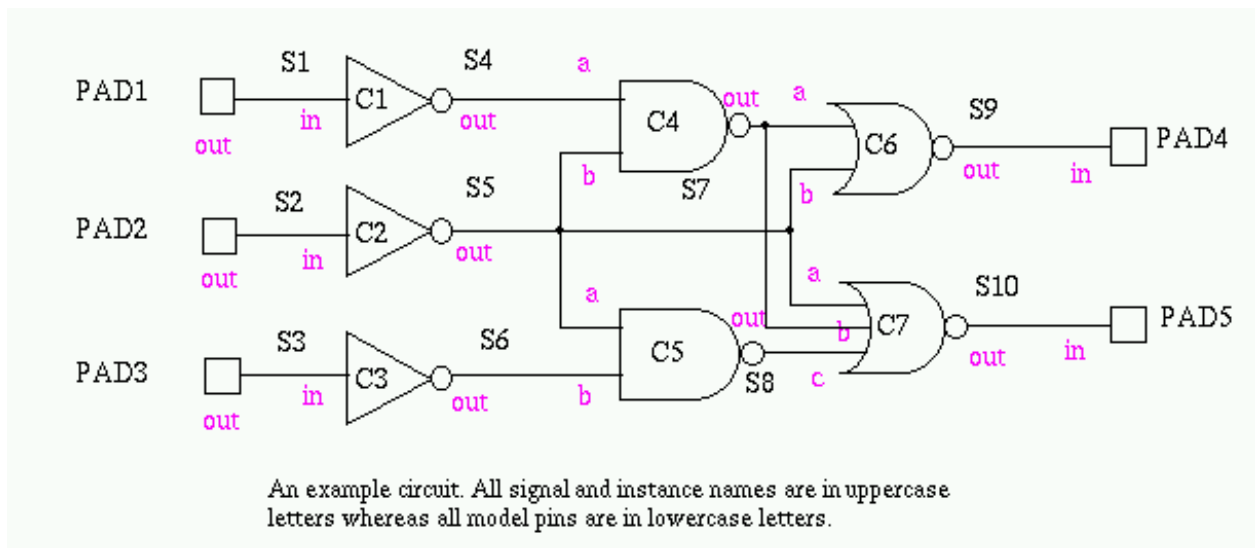 S1
S4
a
PAD1
C1
in
out
out
C4
out
a
S9
C6
PAD4
b
S7
b
out
in
S2
S5
PAD2
C2
in
out
out
a
a
S10
S3
S6
out
b
C7
PAD5
C5
out
in
PAD3
C3
in
out
b
S8
c
out
An example circuit. All signal and instance names are in uppercase
letters whereas all model pins are in lowercase letters.